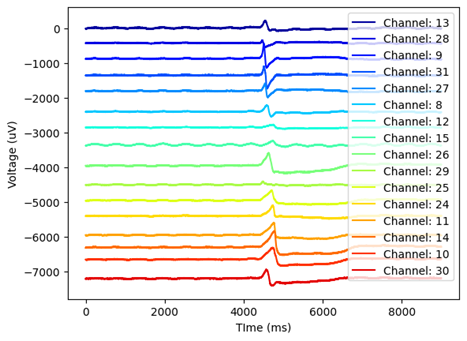 0
−1000
−2000
−3000
−4000
−5000
−6000
−7000
Voltage (uV)
0
2000
4000
6000
8000
TIme (ms)
Channel: 13
Channel: 28
Channel: 9
Channel: 31
Channel: 27
Channel: 8
Channel: 12
Channel: 15
Channel: 26
Channel: 29
Channel: 25
Channel: 24
Channel: 11
Channel: 14
Channel: 10
Channel: 30